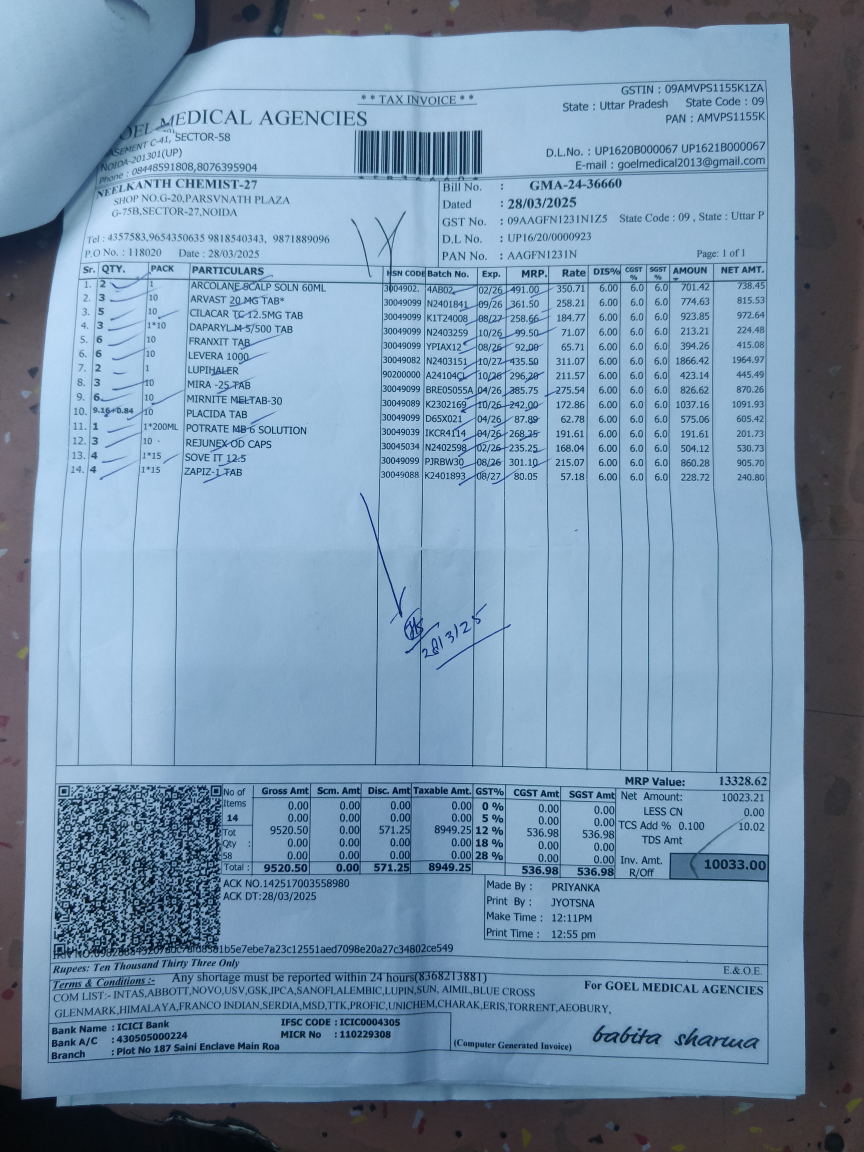 ** TAX INVOICE **
GSTIN : 09AMVPS1155K1ZA
State : Uttar Pradesh State Code : 09
PAN : AMVPS1155K
GOEL MEDICAL AGENCIES
C-41, SECTOR-58
NOIDA-201301(UP)
Phone : 08448591808,8076395904
D.L.No. : UP1620B000067 UP1621B000067
E-mail : goelmedical2013@gmail.com
NEELKANTH CHEMIST-27
SHOP NO.G-20,PARSVNATH PLAZA
G-75B,SECTOR-27,NOIDA
Tel : 4357583,9654350635 9818540343, 9871889096
P.O No. : 118020 Date : 28/03/2025
Bill No. : GMA-24-36660
Dated : 28/03/2025
GST No. : 09AAGFN1231N1Z5 State Code : 09 , State : Uttar P
D.L No. : UP16/20/0000923
PAN No. : AAGFN1231N Page: 1 of 1
Sr. QTY. PACK PARTICULARS HSN CODE Batch No. Exp. MRP. Rate DIS% CGST % SGST % AMOUN NET AMT.
1. 2 1 ARCOLANE SCALP SOLN 60ML 3004902. 4AB02 02/26 491.00 350.71 6.00 6.0 6.0 701.42 738.45
2. 3 10 ARVAST 20 MG TAB* 30049099 N2401841 09/26 361.50 258.21 6.00 6.0 6.0 774.63 815.53
3. 5 10 CILACAR TC 12.5MG TAB 30049099 K1T24008 08/27 258.66 184.77 6.00 6.0 6.0 923.85 972.64
4. 3 1*10 DAPARYL-M 5/500 TAB 30049099 N2403259 10/26 99.50 71.07 6.00 6.0 6.0 213.21 224.48
5. 6 10 FRANXIT TAB 30049099 YPIAX12 08/26 92.00 65.71 6.00 6.0 6.0 394.26 415.08
6. 6 10 LEVERA 1000 30049082 N2403151 10/27 435.50 311.07 6.00 6.0 6.0 1866.42 1964.97
7. 2 1 LUPIHALER 90200000 A24104CL 10/26 296.20 211.57 6.00 6.0 6.0 423.14 445.49
8. 3 10 MIRA -25 TAB 30049099 BRE05055A 04/26 385.75 275.54 6.00 6.0 6.0 826.62 870.26
9. 6 10 MIRNITE MELTAB-30 30049089 K2302169 10/26 242.00 172.86 6.00 6.0 6.0 1037.16 1091.93
10. 9.16+0.84 10 PLACIDA TAB 30049099 D65X021 04/26 87.89 62.78 6.00 6.0 6.0 575.06 605.42
11. 1 1*200ML POTRATE MB 6 SOLUTION 30049039 IKCR4114 04/26 268.25 191.61 6.00 6.0 6.0 191.61 201.73
12. 3 10 REJUNEX OD CAPS 30045034 N2402598 02/26 235.25 168.04 6.00 6.0 6.0 504.12 530.73
13. 4 1*15 SOVE IT 12.5 30049099 PJRBW30 08/26 301.10 215.07 6.00 6.0 6.0 860.28 905.70
14. 4 1*15 ZAPIZ-1 TAB 30049088 K2401893 08/27 80.05 57.18 6.00 6.0 6.0 228.72 240.80
28/3/25
MRP Value: 13328.62
No of Items 14 Tot Qty : 58
Gross Amt Scm. Amt Disc. Amt Taxable Amt. GST% CGST Amt SGST Amt
0.00 0.00 0.00 0.00 0 % 0.00 0.00
0.00 0.00 0.00 0.00 5 % 0.00 0.00
9520.50 0.00 571.25 8949.25 12 % 536.98 536.98
0.00 0.00 0.00 0.00 18 % 0.00 0.00
0.00 0.00 0.00 0.00 28 % 0.00 0.00
Total : 9520.50 0.00 571.25 8949.25 536.98 536.98
Net Amount: 10023.21
LESS CN 0.00
TCS Add % 0.100 10.02
TDS Amt
Inv. Amt. R/Off 10033.00
ACK NO.142517003558980
ACK DT:28/03/2025
Made By : PRIYANKA
Print By : JYOTSNA
Make Time : 12:11PM
Print Time : 12:55 pm
Rupees: Ten Thousand Thirty Three Only
E.& O.E.
Terms & Conditions :- Any shortage must be reported within 24 hours(8368213881)
COM LIST:- INTAS,ABBOTT,NOVO,USV,GSK,IPCA,SANOFI,ALEMBIC,LUPIN,SUN, AIMIL,BLUE CROSS
GLENMARK,HIMALAYA,FRANCO INDIAN,SERDIA,MSD,TTK,PROFIC,UNICHEM,CHARAK,ERIS,TORRENT,AEOBURY,
For GOEL MEDICAL AGENCIES
Bank Name : ICICI Bank IFSC CODE : ICIC0004305
Bank A/C : 430505000224 MICR No : 110229308
Branch : Plot No 187 Saini Enclave Main Roa
(Computer Generated Invoice)
babita sharma